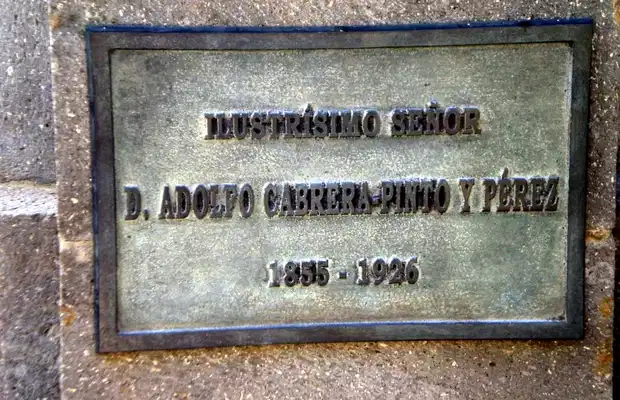 ILUSTRÍSIMO SEÑOR
D. ADOLFO CABRERA-PINTO Y PÉREZ
1855 - 1926